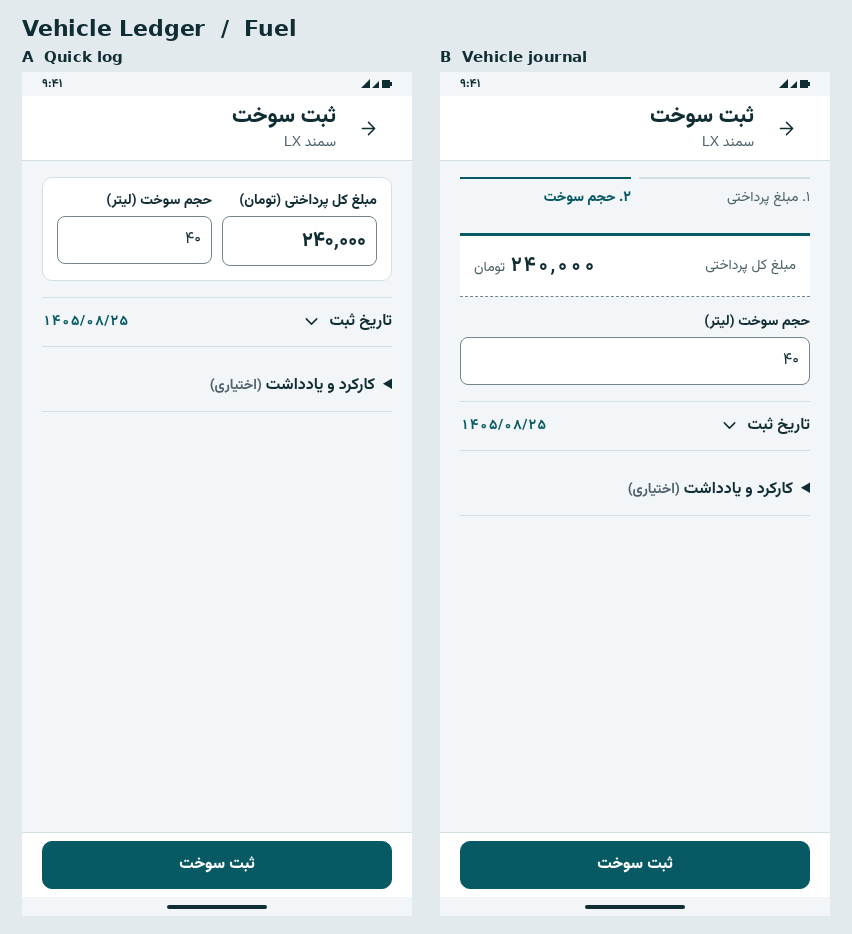 Vehicle Ledger / Fuel
A Quick log
۹:۴۱
ثبت سوخت
سمند LX
مبلغ کل پرداختی (تومان)
۲۴۰,۰۰۰
حجم سوخت (لیتر)
۴۰
تاریخ ثبت
۱۴۰۵/۰۸/۲۵
کارکرد و یادداشت (اختیاری)
ثبت سوخت
B Vehicle journal
۹:۴۱
ثبت سوخت
سمند LX
۱. مبلغ پرداختی
۲. حجم سوخت
مبلغ کل پرداختی
۲۴۰,۰۰۰ تومان
حجم سوخت (لیتر)
۴۰
تاریخ ثبت
۱۴۰۵/۰۸/۲۵
کارکرد و یادداشت (اختیاری)
ثبت سوخت